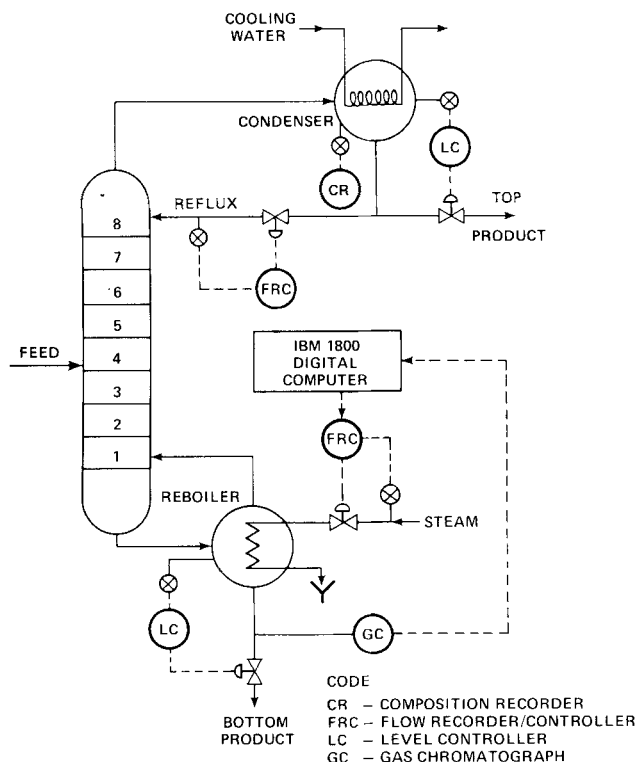 COOLING
WATER
CONDENSER
LC
CR
REFLUX
TOP
PRODUCT
FRC
8
7
6
5
4
3
2
1
FEED
IBM 1800
DIGITAL
COMPUTER
FRC
REBOILER
STEAM
LC
GC
BOTTOM
PRODUCT
CODE
CR – COMPOSITION RECORDER
FRC – FLOW RECORDER/CONTROLLER
LC – LEVEL CONTROLLER
GC – GAS CHROMATOGRAPH